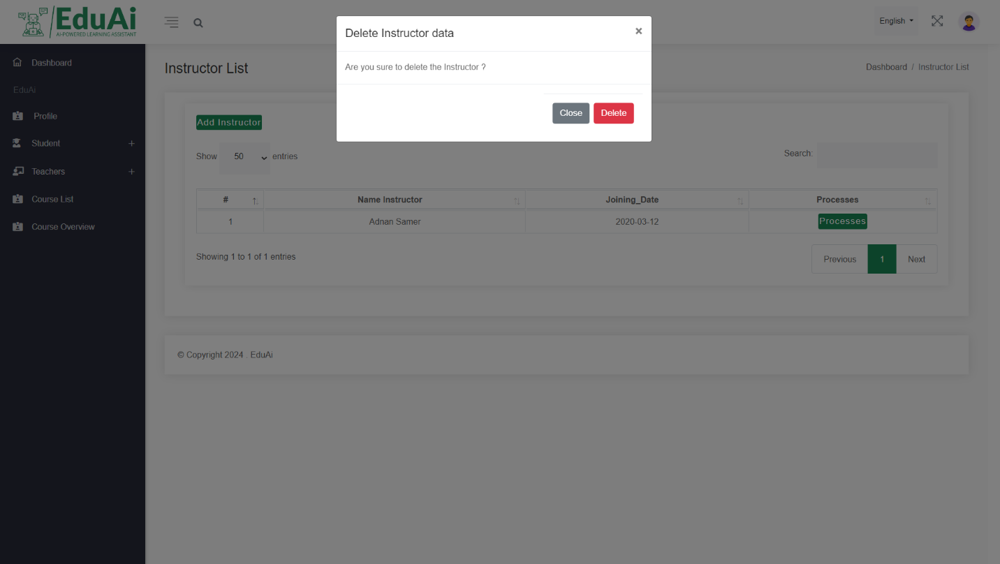 EduAi
AI-POWERED LEARNING ASSISTANT
English
Delete Instructor data
×
Are you sure to delete the Instructor ?
Close
Delete
Dashboard
EduAi
Profile
Student
Teachers
Course List
Course Overview
Instructor List
Dashboard / Instructor List
Add Instructor
Show 50 entries
Search:
# Name Instructor Joining_Date Processes
1 Adnan Samer 2020-03-12 Processes
Showing 1 to 1 of 1 entries
Previous 1 Next
© Copyright 2024 . EduAi